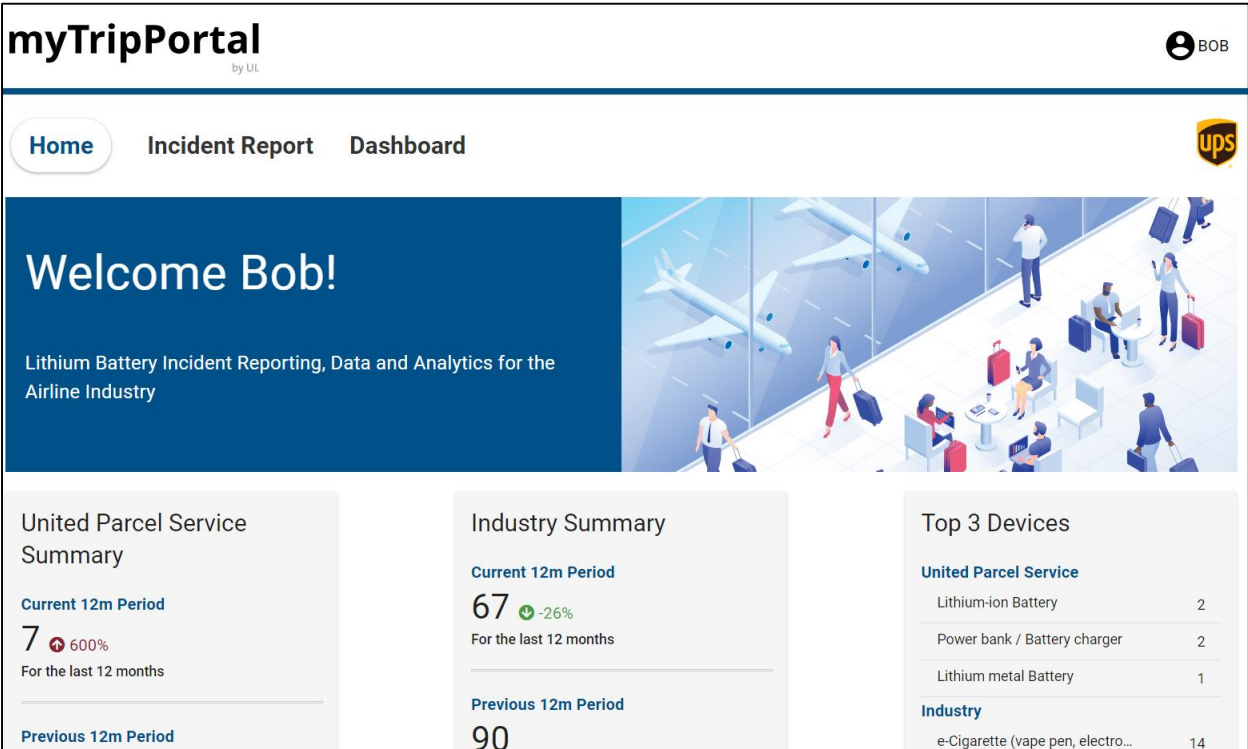 myTripPortal
by UL
BOB
Home
Incident Report
Dashboard
ups
Welcome Bob!
Lithium Battery Incident Reporting, Data and Analytics for the
Airline Industry
United Parcel Service
Summary
Current 12m Period
7
600%
For the last 12 months
Previous 12m Period
Industry Summary
Current 12m Period
67
-26%
For the last 12 months
Previous 12m Period
90
Top 3 Devices
United Parcel Service
Lithium-ion Battery 2
Power bank / Battery charger 2
Lithium metal Battery 1
Industry
e-Cigarette (vape pen, electro... 14